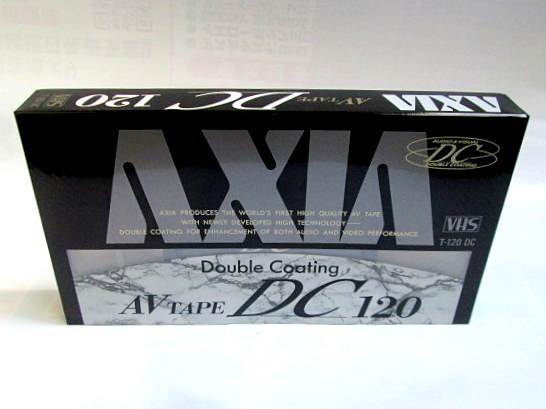 AXIA
AV TAPE DC 120
VHS
AXIA
AUDIO & VISUAL
DC
DOUBLE COATING
AXIA PRODUCES THE WORLD'S FIRST HIGH QUALITY AV TAPE
WITH NEWLY DEVELOPED HIGH TECHNOLOGY—
DOUBLE COATING FOR ENHANCEMENT OF BOTH AUDIO AND VIDEO PERFORMANCE.
VHS
T-120 DC
Double Coating
AV TAPE DC 120